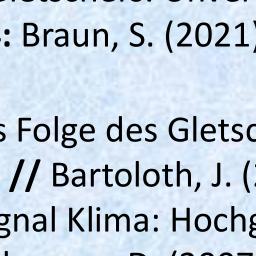 : Braun, S. (2021)
s Folge des Gletsc
// Bartoloth, J. (
gnal Klima: Hochg